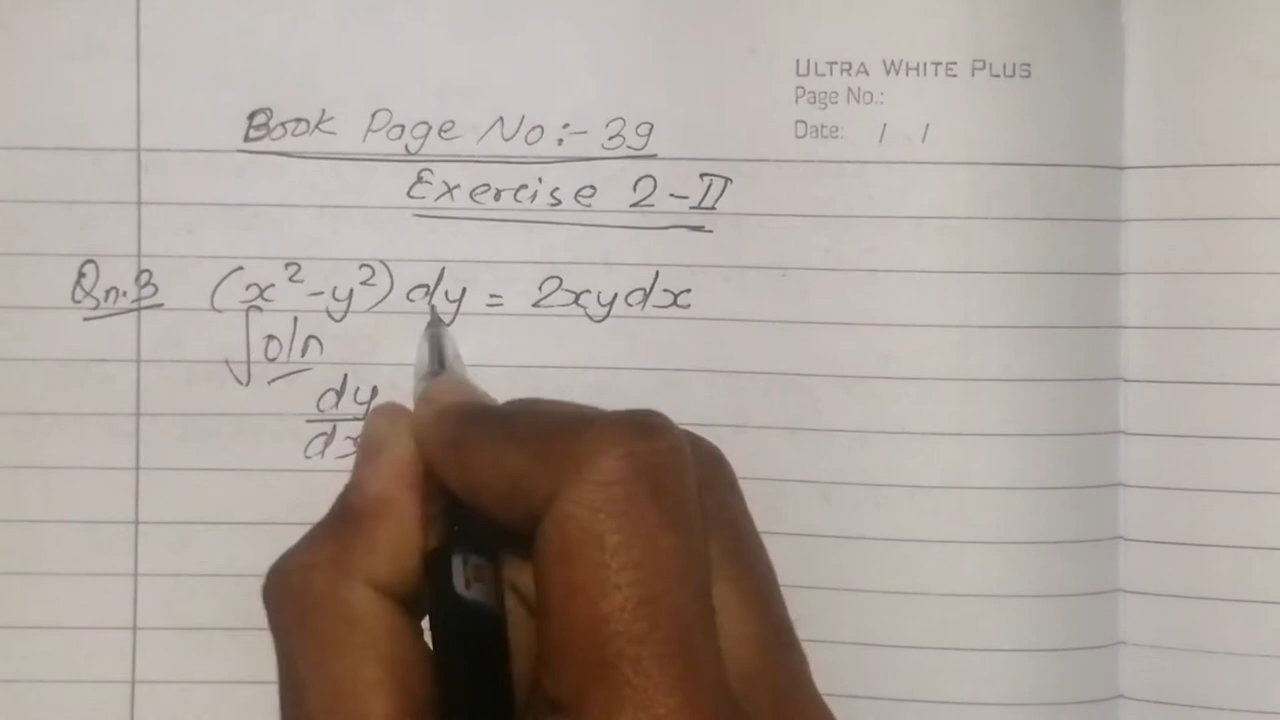 ULTRA WHITE PLUS
Page No.:
Date: / /
Book Page No:- 39
Exercise 2-II
Qn.3 (x²-y²) dy = 2xydx
Soln
dy
dx